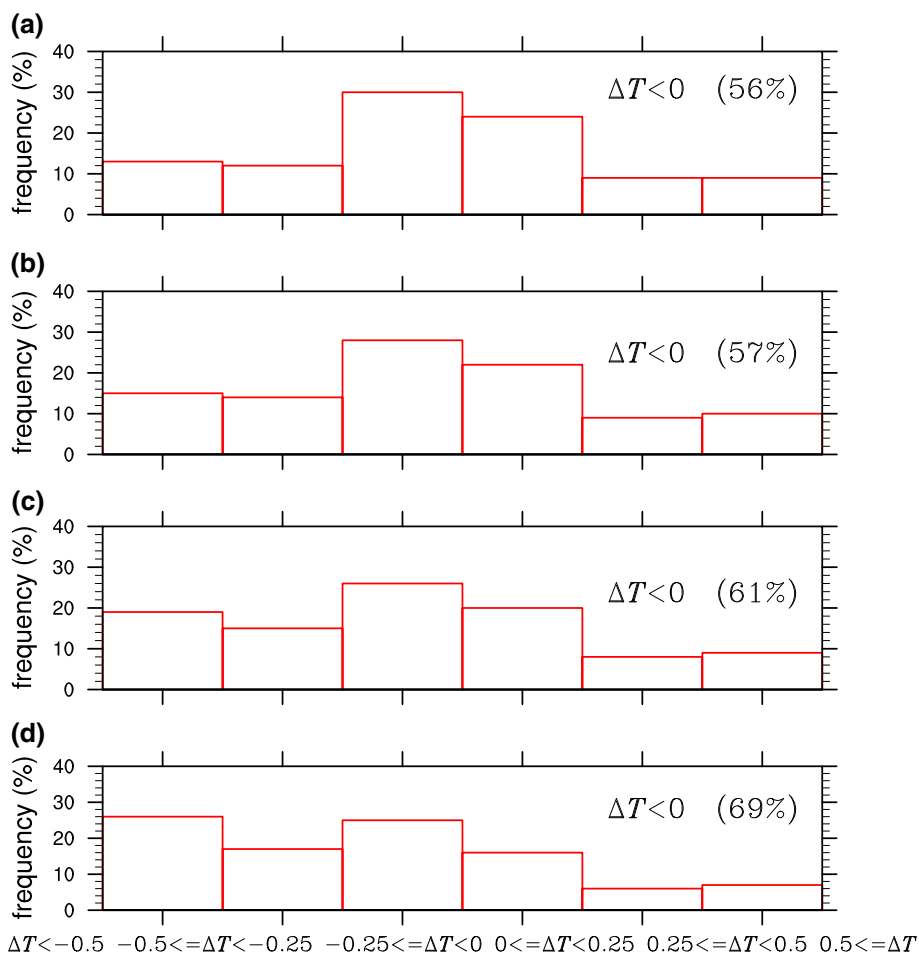 (a)
frequency (%)
40
30
20
10
0
ΔT<0 (56%)
(b)
frequency (%)
40
30
20
10
0
ΔT<0 (57%)
(c)
frequency (%)
40
30
20
10
0
ΔT<0 (61%)
(d)
frequency (%)
40
30
20
10
0
ΔT<0 (69%)
ΔT<-0.5 -0.5<=ΔT<-0.25 -0.25<=ΔT<0 0<=ΔT<0.25 0.25<=ΔT<0.5 0.5<=ΔT